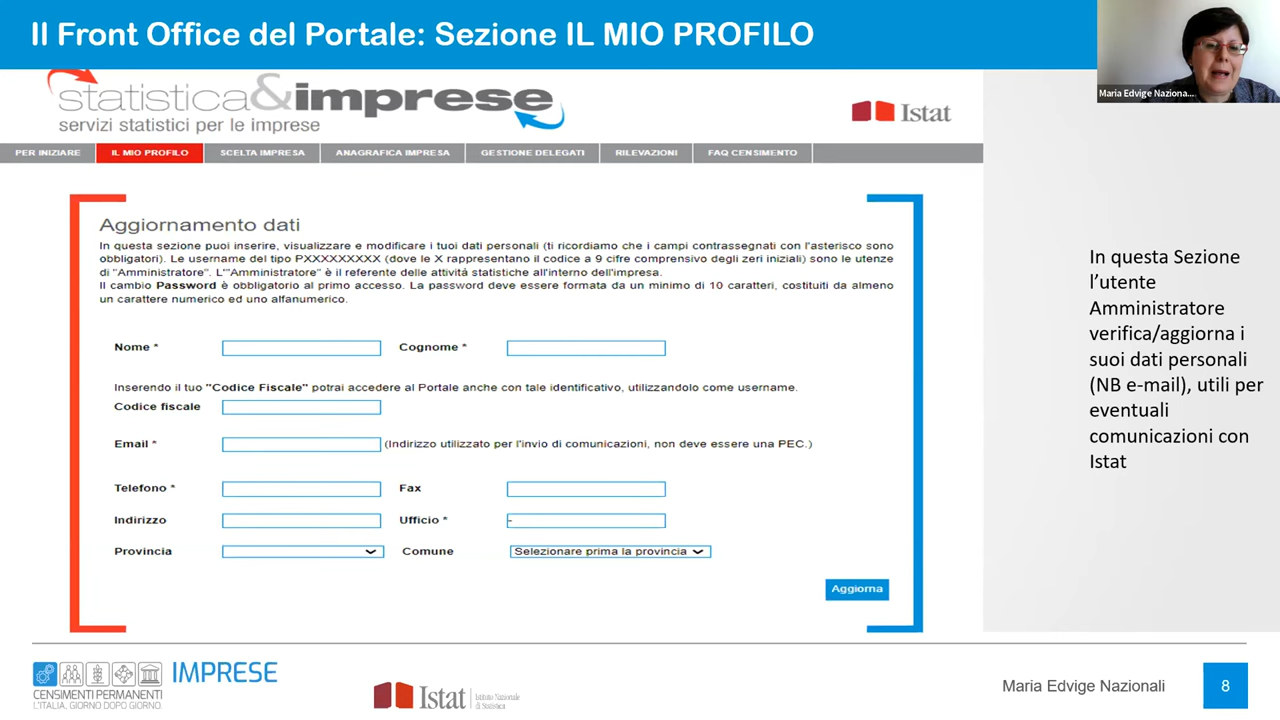 Il Front Office del Portale: Sezione IL MIO PROFILO
Maria Edvige Naziona...
statistica&imprese
servizi statistici per le imprese
Istat
PER INIZIARE IL MIO PROFILO SCELTA IMPRESA ANAGRAFICA IMPRESA GESTIONE DELEGATI RILEVAZIONI FAQ CENSIMENTO
Aggiornamento dati
In questa sezione puoi inserire, visualizzare e modificare i tuoi dati personali (ti ricordiamo che i campi contrassegnati con l'asterisco sono
obbligatori). Le username del tipo PXXXXXXXXX (dove le X rappresentano il codice a 9 cifre comprensivo degli zeri iniziali) sono le utenze
di "Amministratore". L'"Amministratore" è il referente delle attività statistiche all'interno dell'impresa.
Il cambio Password è obbligatorio al primo accesso. La password deve essere formata da un minimo di 10 caratteri, costituiti da almeno
un carattere numerico ed uno alfanumerico.
Nome * Cognome *
Inserendo il tuo "Codice Fiscale" potrai accedere al Portale anche con tale identificativo, utilizzandolo come username.
Codice fiscale
Email * (Indirizzo utilizzato per l'invio di comunicazioni, non deve essere una PEC.)
Telefono * Fax
Indirizzo Ufficio * -
Provincia Comune Selezionare prima la provincia
Aggiorna
In questa Sezione
l'utente
Amministratore
verifica/aggiorna i
suoi dati personali
(NB e-mail), utili per
eventuali
comunicazioni con
Istat
IMPRESE
CENSIMENTI PERMANENTI
L'ITALIA, GIORNO DOPO GIORNO.
Istat Istituto Nazionale
di Statistica
Maria Edvige Nazionali
8